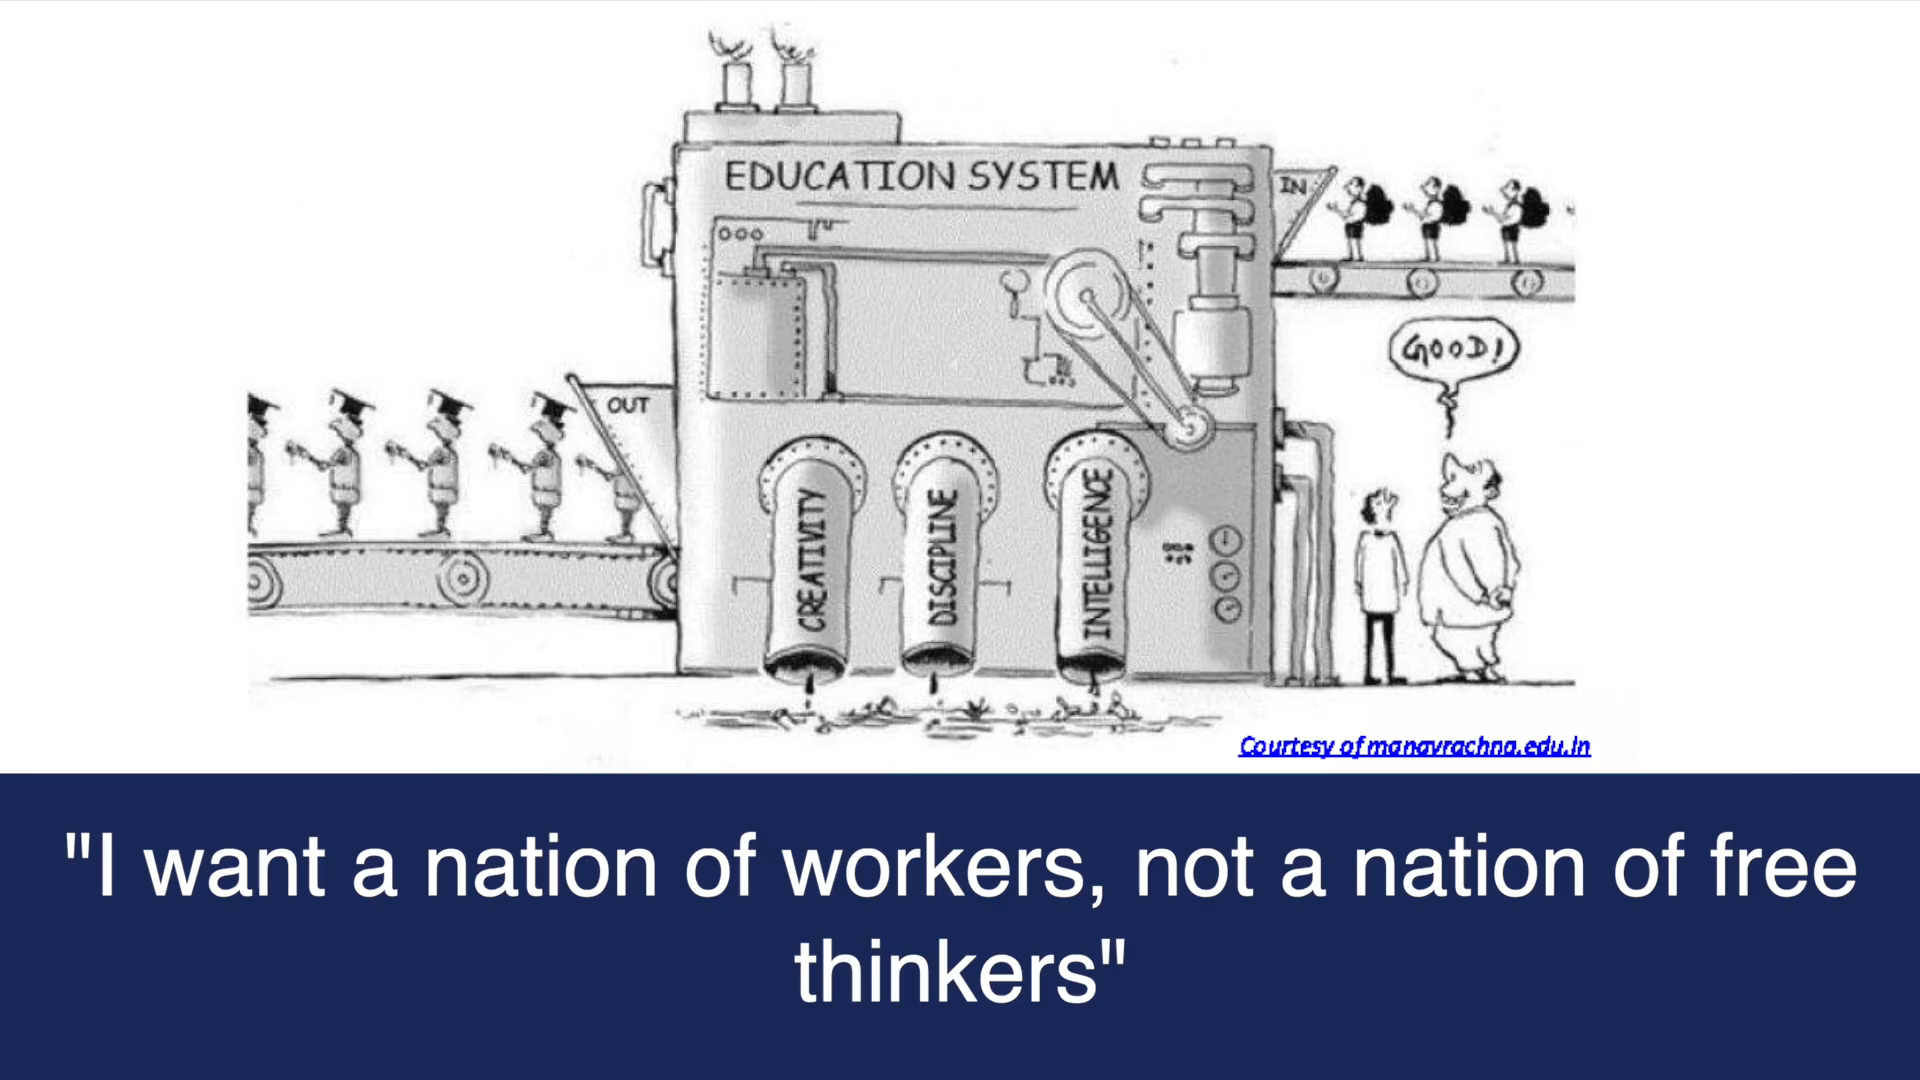 EDUCATION SYSTEM
IN
GOOD!
OUT
CREATIVITY
DISCIPLINE
INTELLIGENCE
Courtesy of manavrachna.edu.in
"I want a nation of workers, not a nation of free
thinkers"